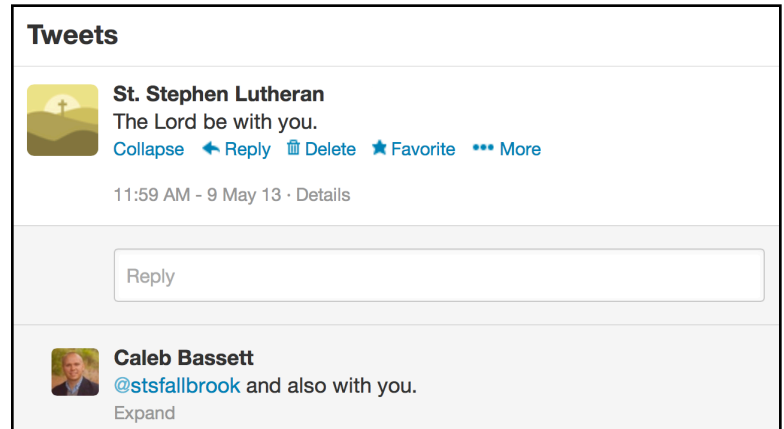 Tweets
St. Stephen Lutheran
The Lord be with you.
Collapse Reply Delete Favorite More
11:59 AM - 9 May 13 · Details
Reply
Caleb Bassett
@stsfallbrook and also with you.
Expand